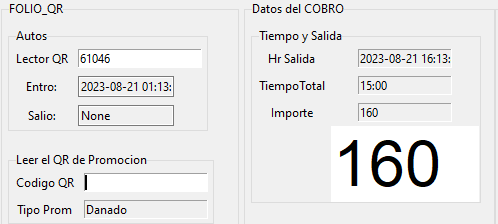 FOLIO_QR
Autos
Lector QR 61046
Entro: 2023-08-21 01:13:
Salio: None
Leer el QR de Promocion
Codigo QR
Tipo Prom Danado
Datos del COBRO
Tiempo y Salida
Hr Salida 2023-08-21 16:13:
TiempoTotal 15:00
Importe 160
160